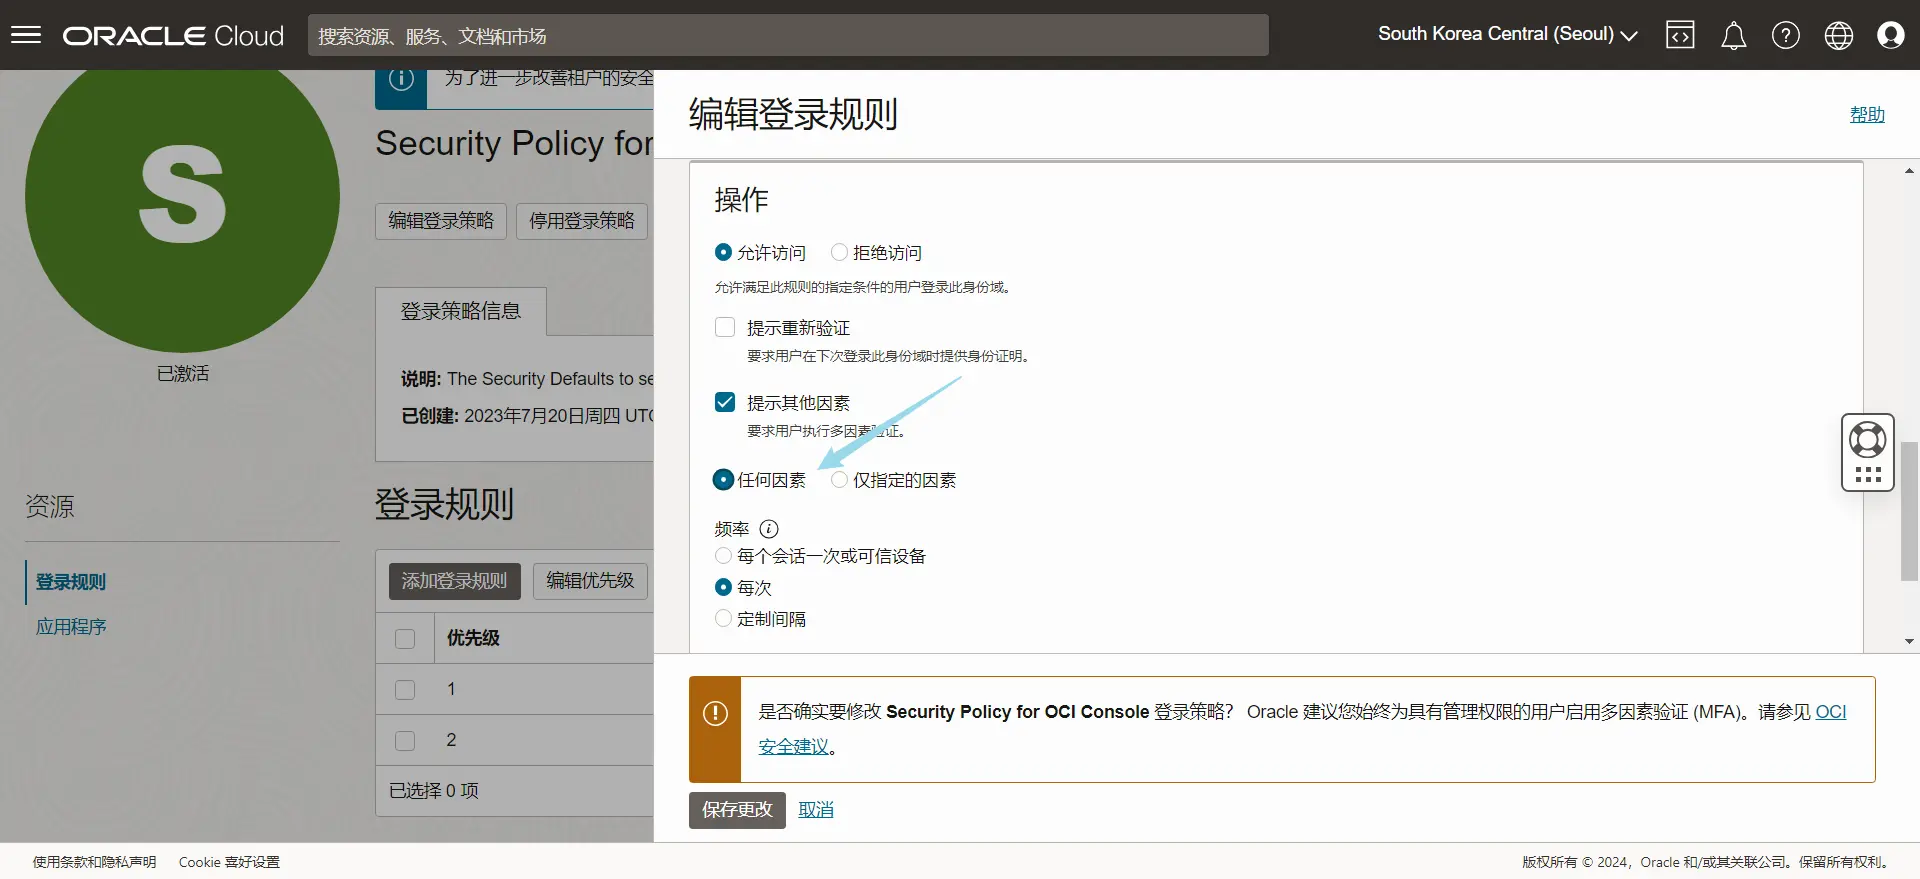 ORACLE Cloud
搜索资源、服务、文档和市场
South Korea Central (Seoul)
S
已激活
资源
登录规则
应用程序
为了进一步改善租户的安全
Security Policy for
编辑登录策略 停用登录策略
登录策略信息
说明: The Security Defaults to se
已创建: 2023年7月20日周四 UTC
登录规则
添加登录规则 编辑优先级
优先级
1
2
已选择 0 项
编辑登录规则
帮助
操作
允许访问 拒绝访问
允许满足此规则的指定条件的用户登录此身份域。
提示重新验证
要求用户在下次登录此身份域时提供身份证明。
提示其他因素
要求用户执行多因素验证。
任何因素 仅指定的因素
频率
每个会话一次或可信设备
每次
定制间隔
是否确实要修改 Security Policy for OCI Console 登录策略? Oracle 建议您始终为具有管理权限的用户启用多因素验证 (MFA)。请参见 OCI
安全建议。
保存更改 取消
使用条款和隐私声明 Cookie 喜好设置
版权所有 © 2024，Oracle 和/或其关联公司。保留所有权利。